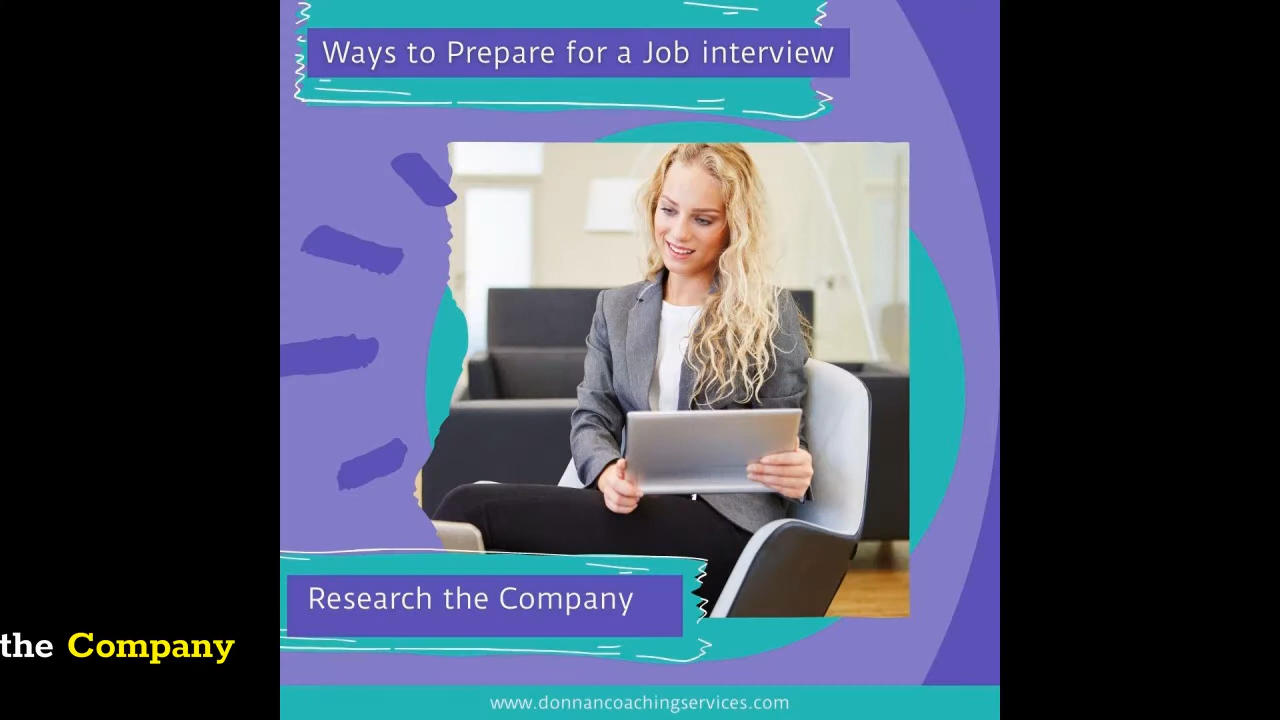 Ways to Prepare for a Job interview
Research the Company
the Company
www.donnancoachingservices.com